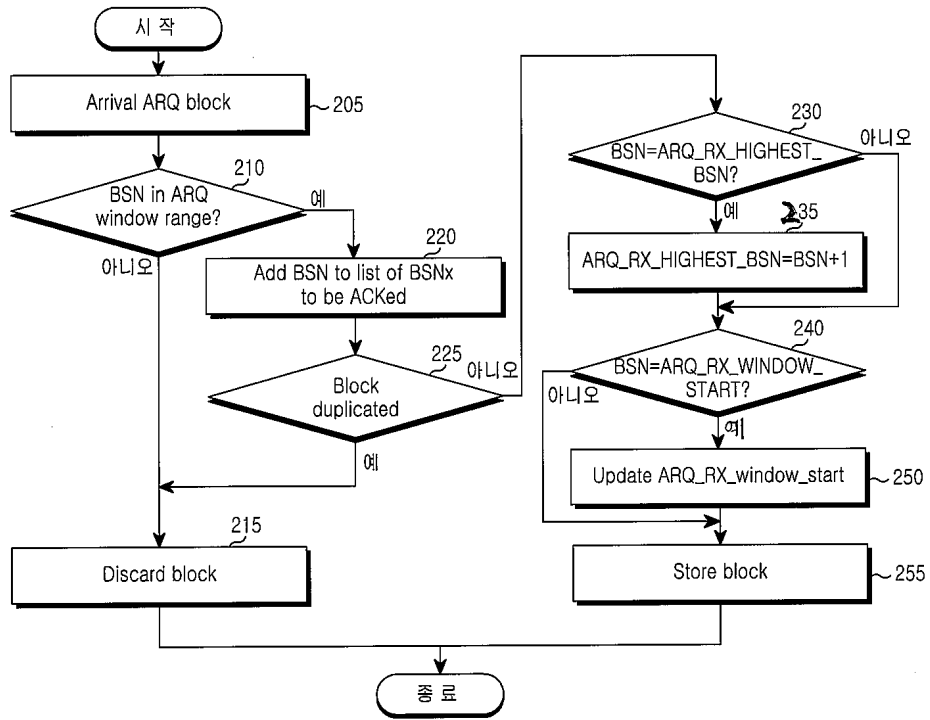 시 작
Arrival ARQ block
205
BSN in ARQ
window range?
210
예
아니오
220
Add BSN to list of BSNx
to be ACKed
225
Block
duplicated
아니오
예
215
Discard block
230
BSN=ARQ_RX_HIGHEST_
BSN?
아니오
예
235
ARQ_RX_HIGHEST_BSN=BSN+1
240
BSN=ARQ_RX_WINDOW_
START?
아니오
예
Update ARQ_RX_window_start
250
Store block
255
종 료